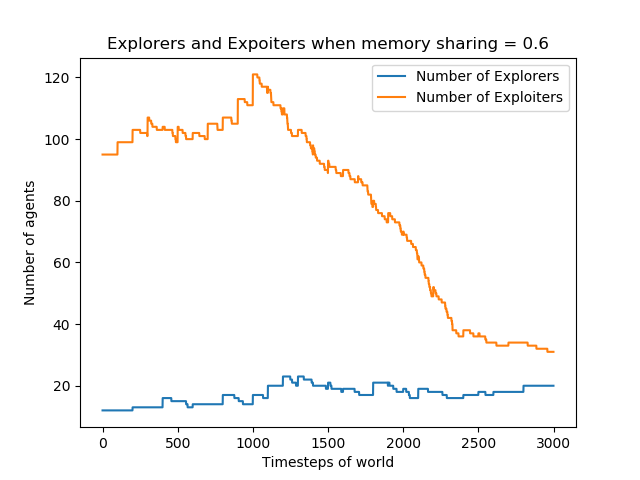 Explorers and Expoiters when memory sharing = 0.6
Number of Explorers
Number of Exploiters
Number of agents
120
100
80
60
40
20
0 500 1000 1500 2000 2500 3000
Timesteps of world